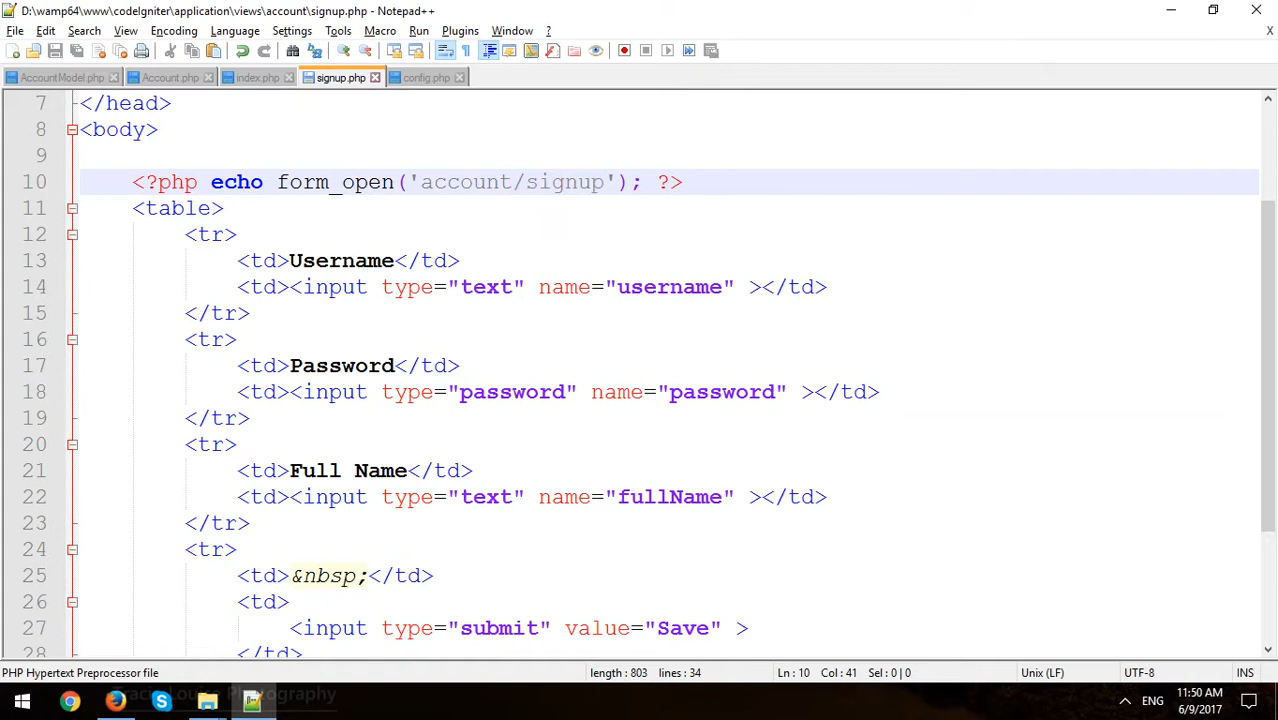 D:\wamp64\www\codeIgniter\application\views\account\signup.php - Notepad++
File Edit Search View Encoding Language Settings Tools Macro Run Plugins Window ? X
AccountModel.php Account.php index.php signup.php config.php
7 </head>
8 <body>
9
10 <?php echo form_open('account/signup'); ?>
11 <table>
12 <tr>
13 <td>Username</td>
14 <td><input type="text" name="username" ></td>
15 </tr>
16 <tr>
17 <td>Password</td>
18 <td><input type="password" name="password" ></td>
19 </tr>
20 <tr>
21 <td>Full Name</td>
22 <td><input type="text" name="fullName" ></td>
23 </tr>
24 <tr>
25 <td>&nbsp;</td>
26 <td>
27 <input type="submit" value="Save" >
28 </td>
PHP Hypertext Preprocessor file length : 803 lines : 34 Ln : 10 Col : 41 Sel : 0 | 0 Unix (LF) UTF-8 INS
Photography
ENG
11:50 AM
6/9/2017